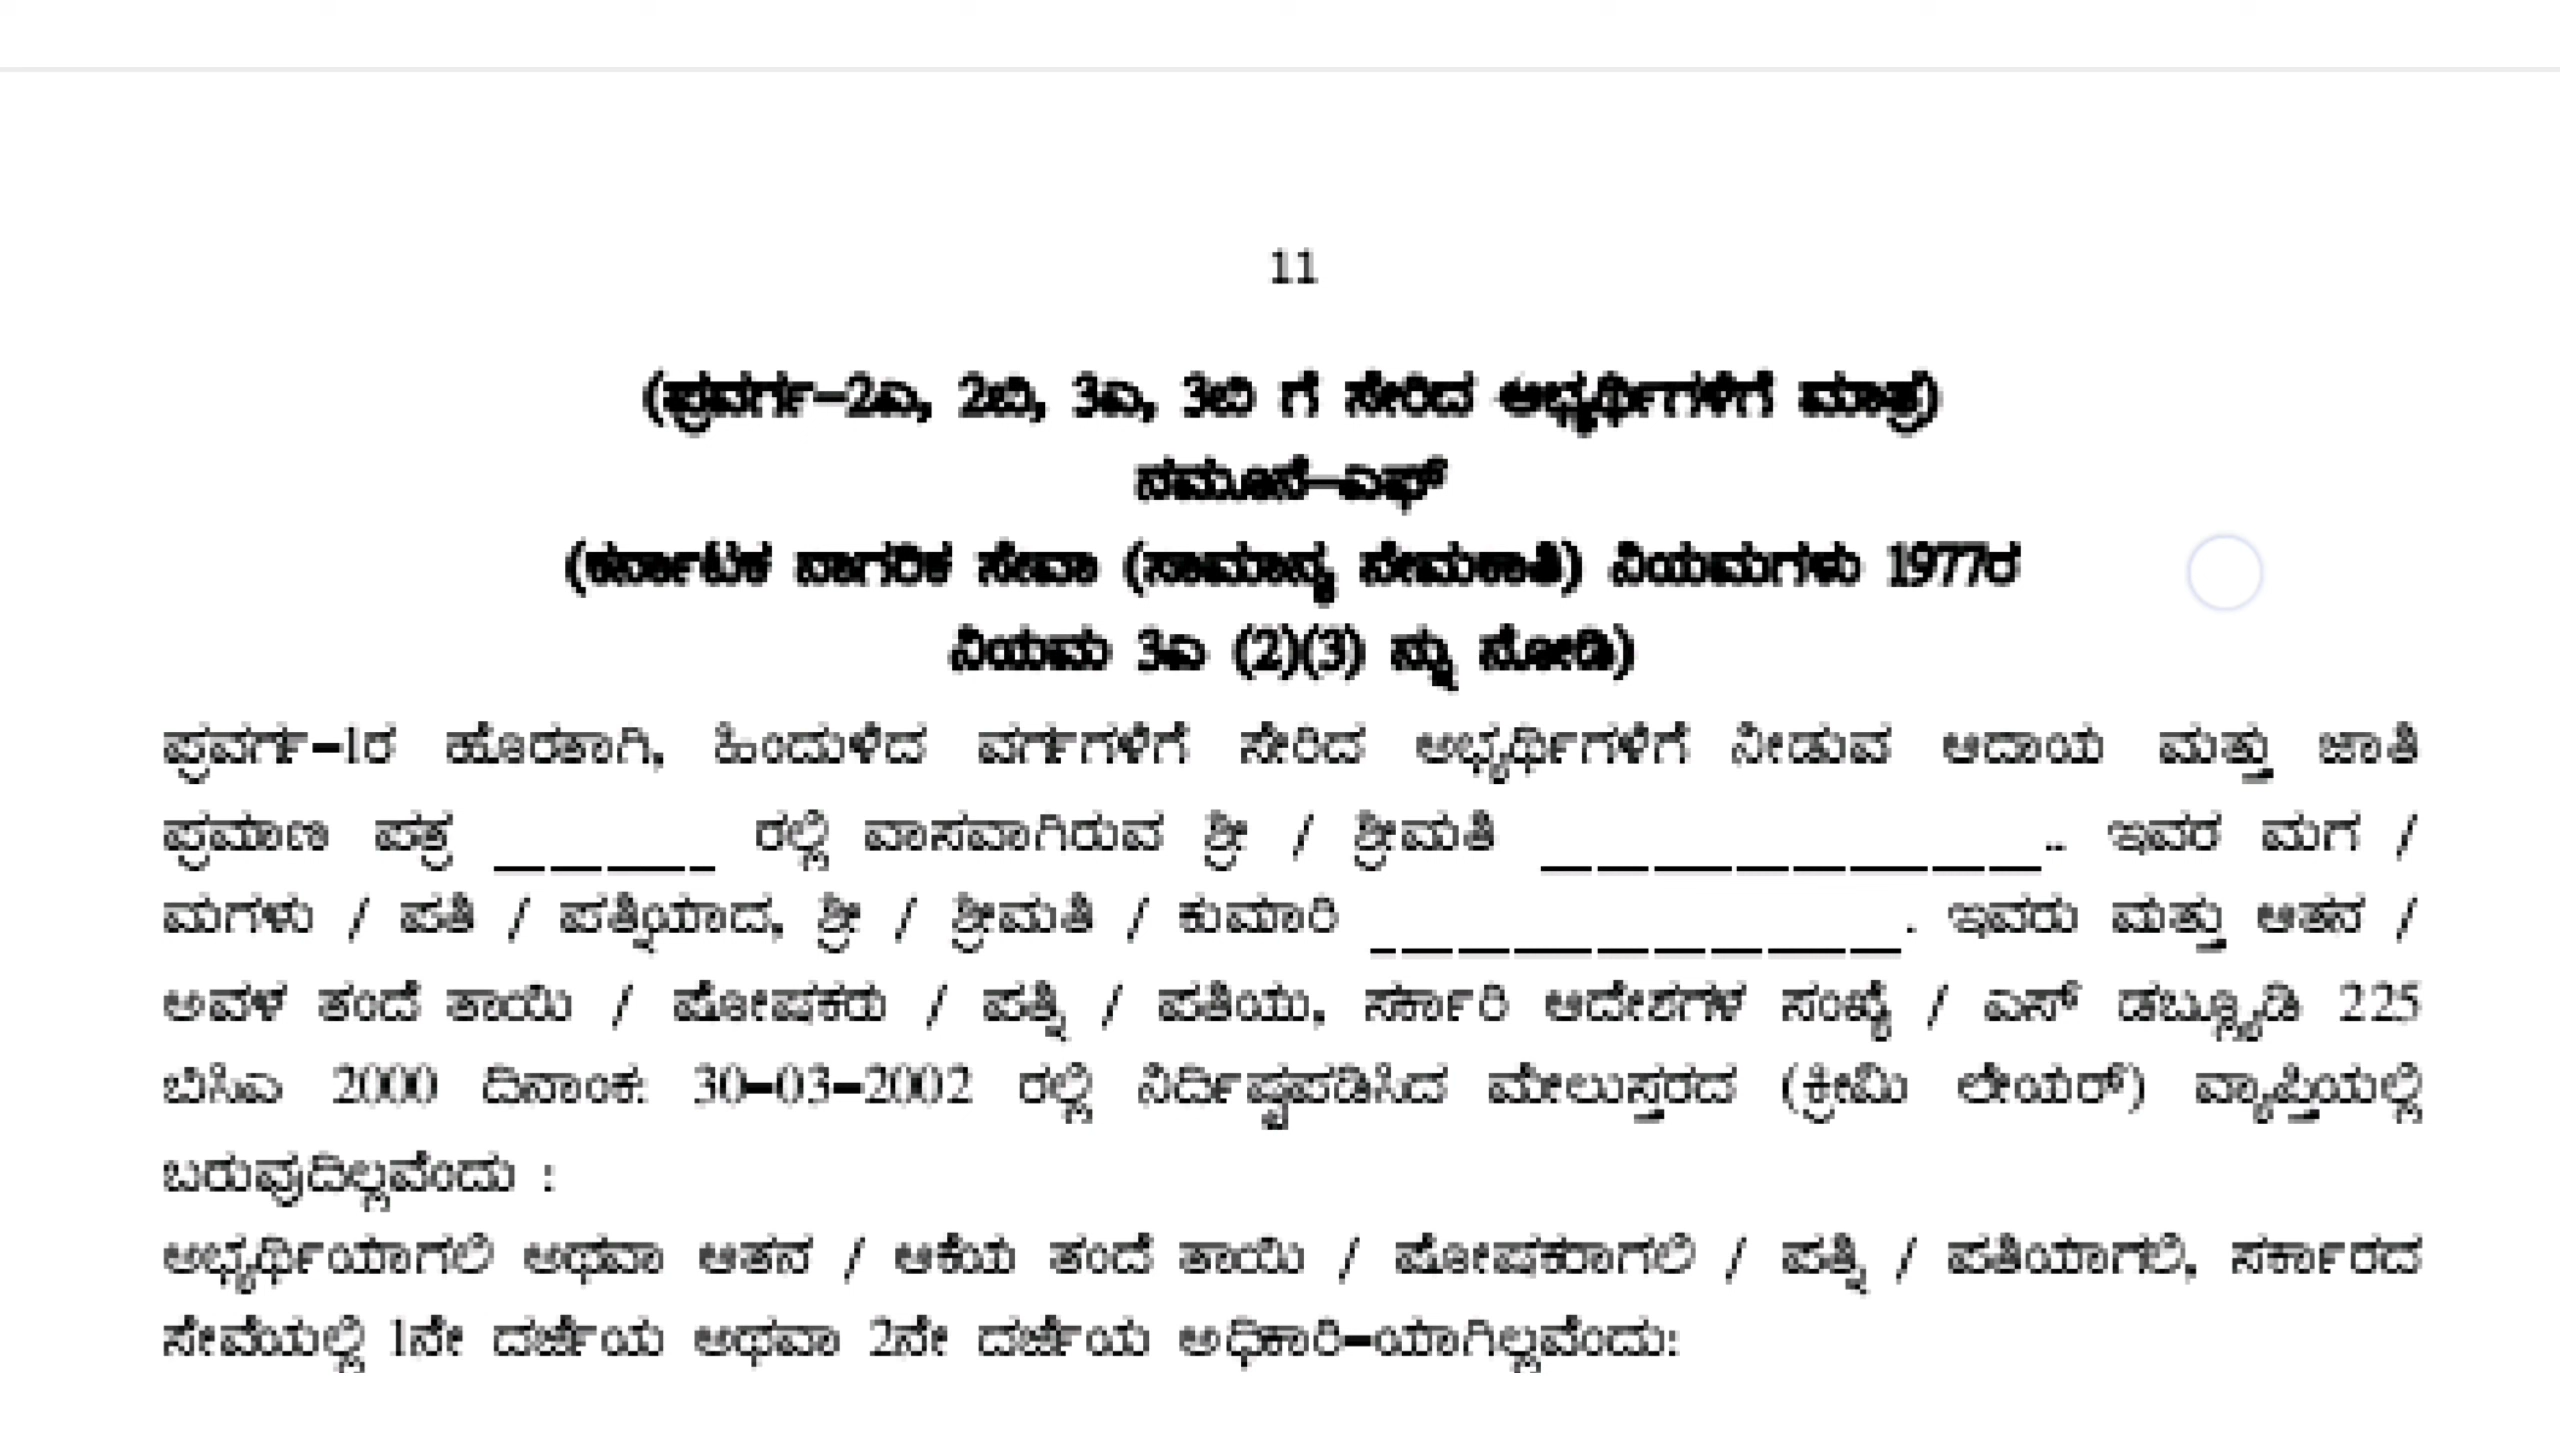 11
(ಪ್ರವರ್ಗ-2ಎ, 2ಬಿ, 3ಎ, 3ಬಿ ಗೆ ಸೇರಿದ ಅಭ್ಯರ್ಥಿಗಳಿಗೆ ಮಾತ್ರ)
ನಮೂನೆ-ಎಫ್
(ಕರ್ನಾಟಕ ನಾಗರಿಕ ಸೇವಾ (ಸಾಮಾನ್ಯ ನೇಮಕಾತಿ) ನಿಯಮಗಳು 1977ರ
ನಿಯಮ 3ಎ (2)(3) ನ್ನು ನೋಡಿ)
ಪ್ರವರ್ಗ-1ರ ಹೊರತಾಗಿ, ಹಿಂದುಳಿದ ವರ್ಗಗಳಿಗೆ ಸೇರಿದ ಅಭ್ಯರ್ಥಿಗಳಿಗೆ ನೀಡುವ ಆದಾಯ ಮತ್ತು ಜಾತಿ
ಪ್ರಮಾಣ ಪತ್ರ ________ ರಲ್ಲಿ ವಾಸವಾಗಿರುವ ಶ್ರೀ / ಶ್ರೀಮತಿ __________________.. ಇವರ ಮಗ /
ಮಗಳು / ಪತಿ / ಪತ್ನಿಯಾದ, ಶ್ರೀ / ಶ್ರೀಮತಿ / ಕುಮಾರಿ ___________________. ಇವರು ಮತ್ತು ಆತನ /
ಅವಳ ತಂದೆ ತಾಯಿ / ಪೋಷಕರು / ಪತ್ನಿ / ಪತಿಯು, ಸರ್ಕಾರಿ ಆದೇಶಗಳ ಸಂಖ್ಯೆ / ಎಸ್ ಡಬ್ಲ್ಯೂಡಿ 225
ಬಿಸಿಎ 2000 ದಿನಾಂಕ: 30-03-2002 ರಲ್ಲಿ ನಿರ್ದಿಷ್ಟಪಡಿಸಿದ ಮೇಲುಸ್ತರದ (ಕ್ರೀಮಿ ಲೇಯರ್) ವ್ಯಾಪ್ತಿಯಲ್ಲಿ
ಬರುವುದಿಲ್ಲವೆಂದು :
ಅಭ್ಯರ್ಥಿಯಾಗಲಿ ಅಥವಾ ಆತನ / ಆಕೆಯ ತಂದೆ ತಾಯಿ / ಪೋಷಕರಾಗಲಿ / ಪತ್ನಿ / ಪತಿಯಾಗಲಿ, ಸರ್ಕಾರದ
ಸೇವೆಯಲ್ಲಿ 1ನೇ ದರ್ಜೆಯ ಅಥವಾ 2ನೇ ದರ್ಜೆಯ ಅಧಿಕಾರಿ-ಯಾಗಿಲ್ಲವೆಂದು: